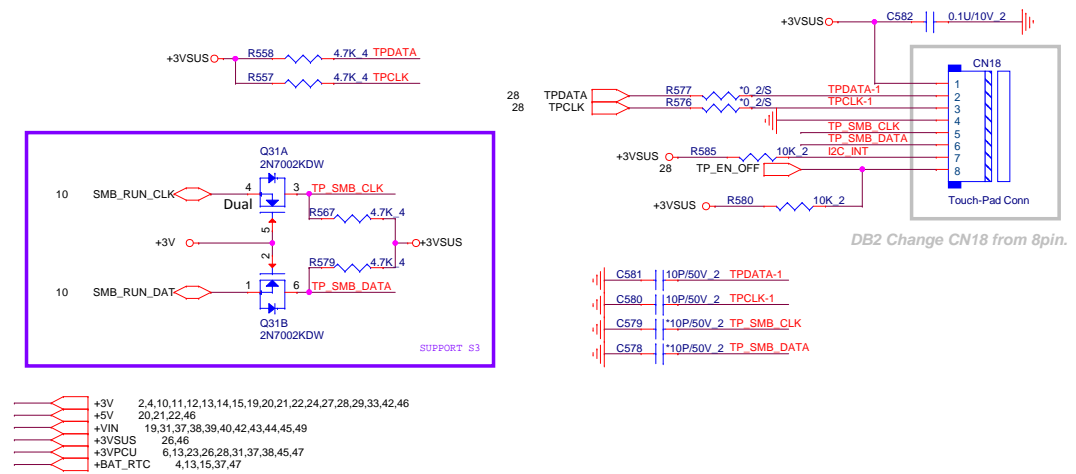 C582 0.1U/10V_2
+3VSUS
R558 4.7K_4 TPDATA
+3VSUS
R557 4.7K_4 TPCLK
CN18
28 TPDATA R577 *0_2/S TPDATA-1 1
28 TPCLK R576 *0_2/S TPCLK-1 2
3
4
TP_SMB_CLK 5
TP_SMB_DATA 6
+3VSUS R585 10K_2 I2C_INT 7
28 TP_EN_OFF 8
+3VSUS R580 10K_2
Touch-Pad Conn
DB2 Change CN18 from 8pin.
Q31A
2N7002KDW
10 SMB_RUN_CLK 4 3 TP_SMB_CLK
Dual
R567 4.7K_4
5
+3V +3VSUS
2
R579 4.7K_4
10 SMB_RUN_DAT 1 6 TP_SMB_DATA
Q31B
2N7002KDW
SUPPORT S3
C581 10P/50V_2 TPDATA-1
C580 10P/50V_2 TPCLK-1
C579 *10P/50V_2 TP_SMB_CLK
C578 *10P/50V_2 TP_SMB_DATA
+3V 2,4,10,11,12,13,14,15,19,20,21,22,24,27,28,29,33,42,46
+5V 20,21,22,46
+VIN 19,31,37,38,39,40,42,43,44,45,49
+3VSUS 26,46
+3VPCU 6,13,23,26,28,31,37,38,45,47
+BAT_RTC 4,13,15,37,47